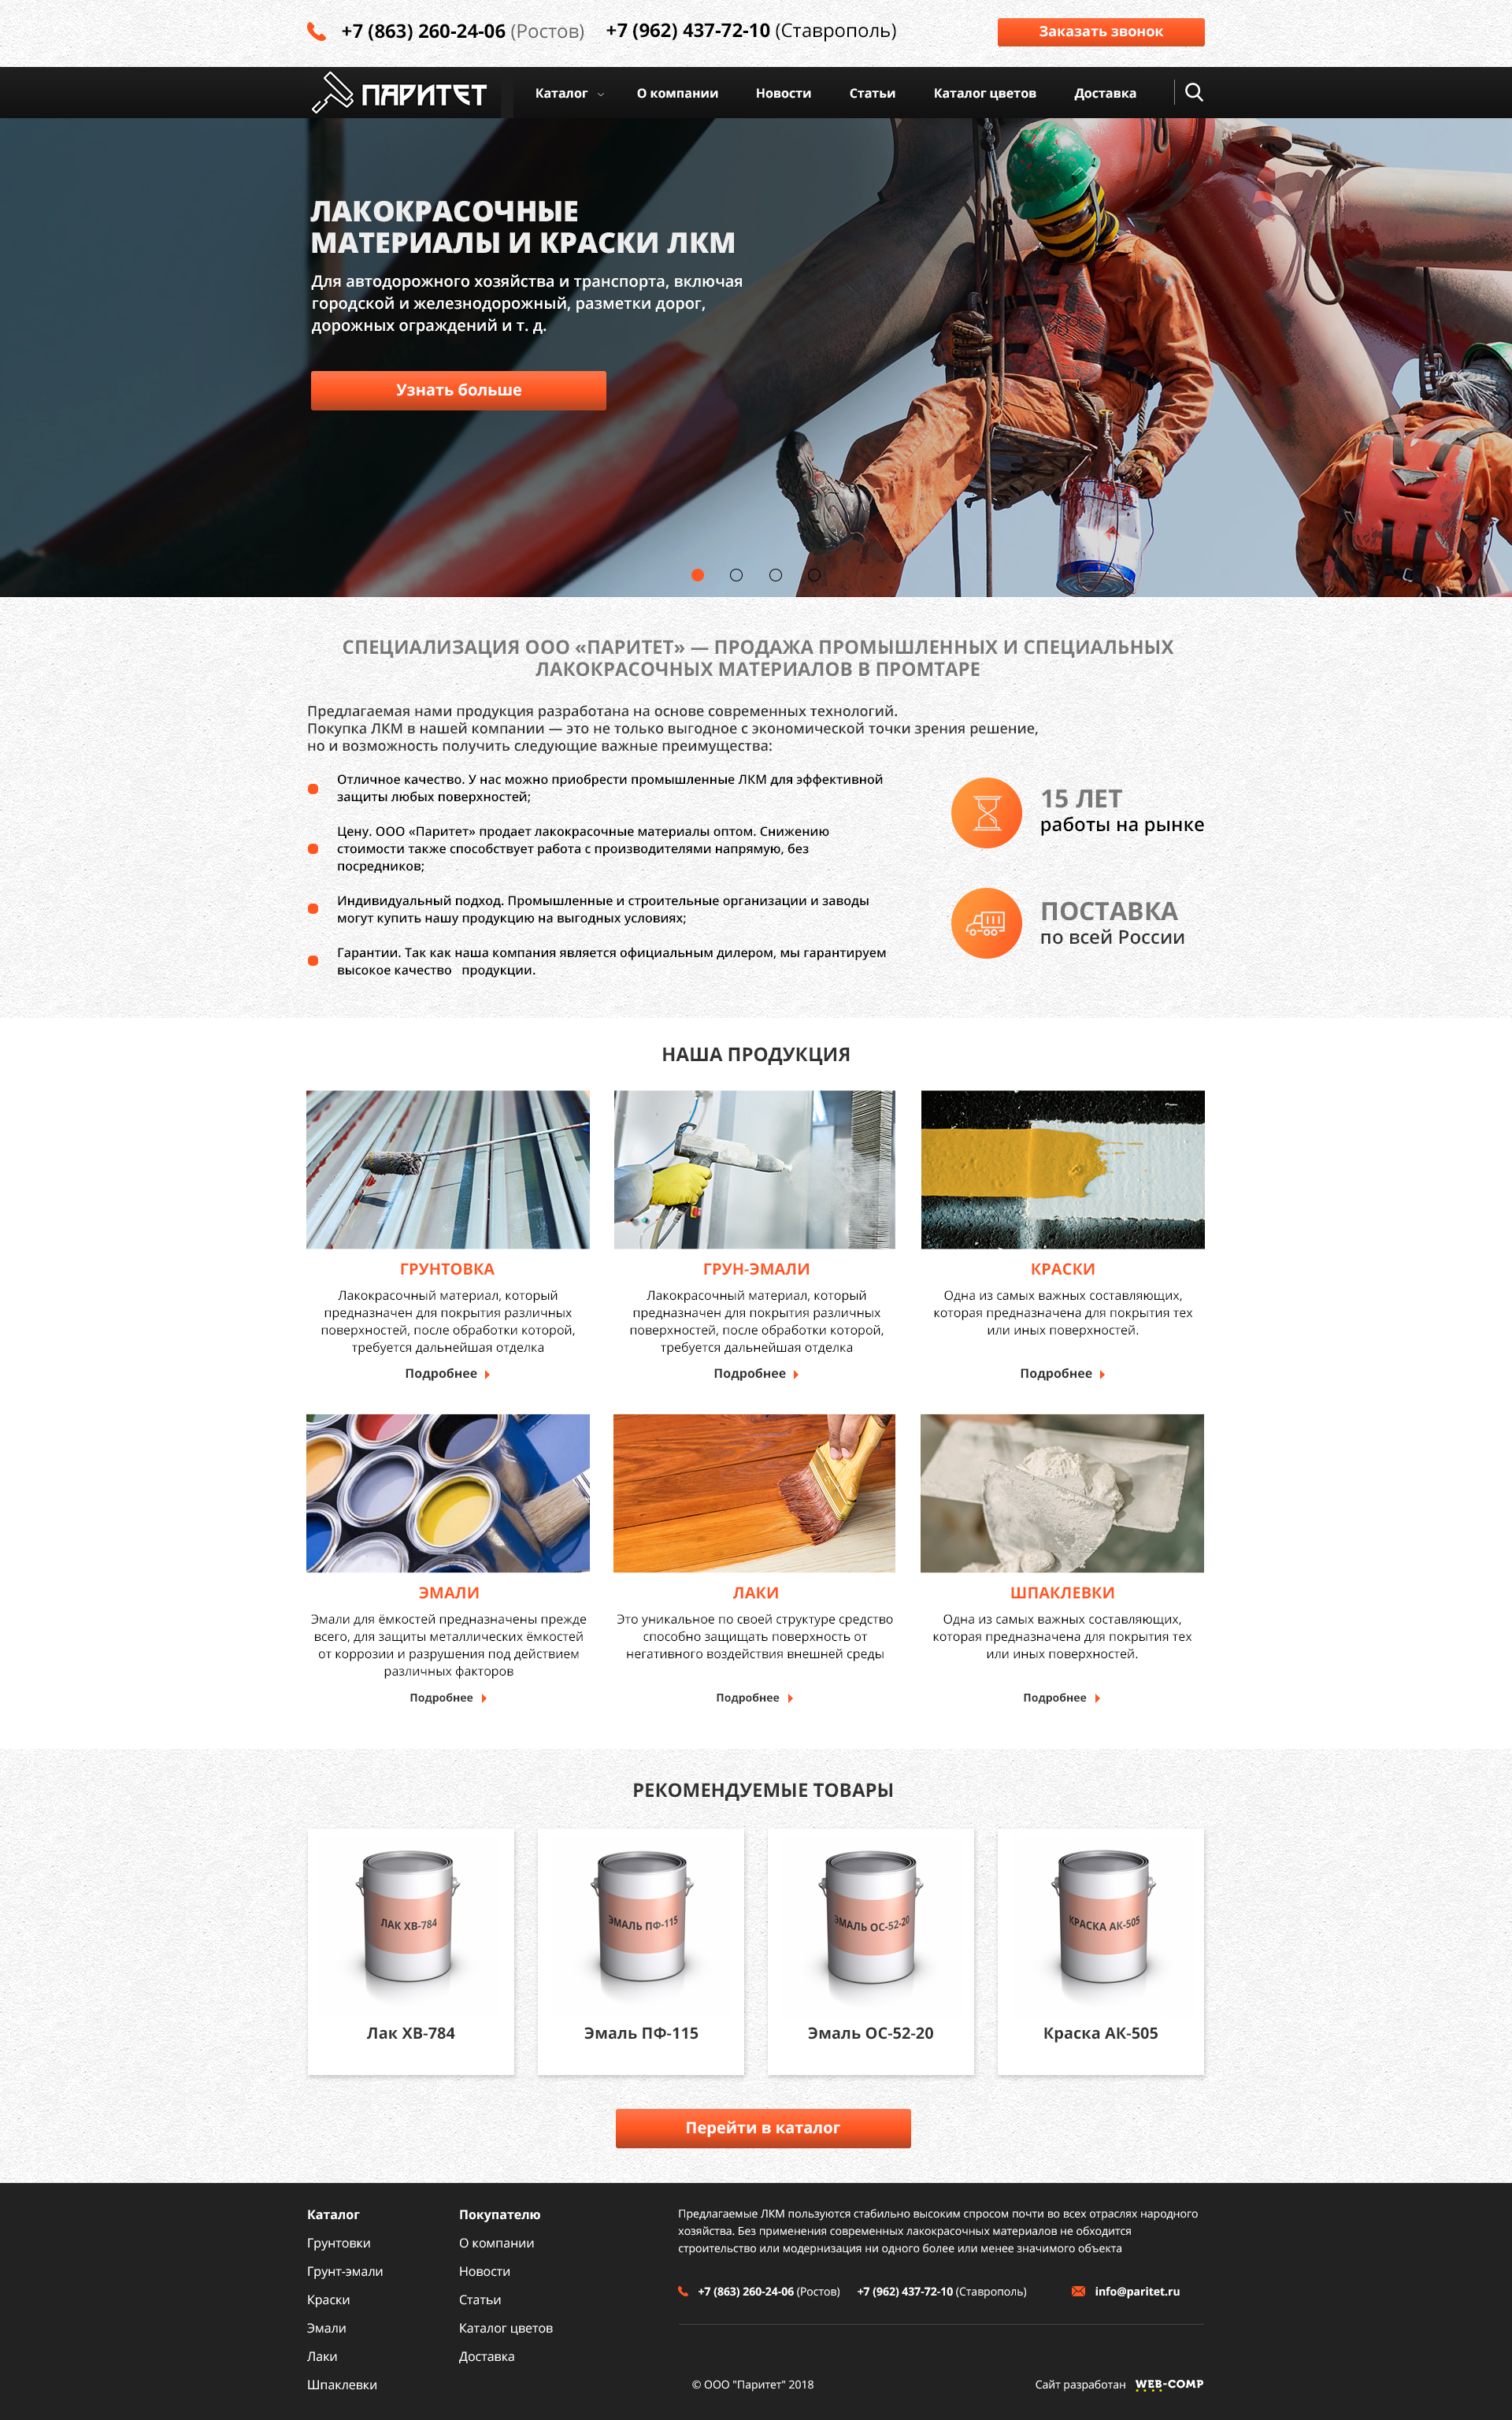 +7 (863) 260-24-06 (Ростов) +7 (962) 437-72-10 (Ставрополь) Заказать звонок
ПАРИТЕТ Каталог О компании Новости Статьи Каталог цветов Доставка
ЛАКОКРАСОЧНЫЕ
МАТЕРИАЛЫ И КРАСКИ ЛКМ
Для автодорожного хозяйства и транспорта, включая
городской и железнодорожный, разметки дорог,
дорожных ограждений и т. д.
Узнать больше
СПЕЦИАЛИЗАЦИЯ ООО «ПАРИТЕТ» — ПРОДАЖА ПРОМЫШЛЕННЫХ И СПЕЦИАЛЬНЫХ
ЛАКОКРАСОЧНЫХ МАТЕРИАЛОВ В ПРОМТАРЕ
Предлагаемая нами продукция разработана на основе современных технологий.
Покупка ЛКМ в нашей компании — это не только выгодное с экономической точки зрения решение,
но и возможность получить следующие важные преимущества:
Отличное качество. У нас можно приобрести промышленные ЛКМ для эффективной
защиты любых поверхностей;
Цену. ООО «Паритет» продает лакокрасочные материалы оптом. Снижению
стоимости также способствует работа с производителями напрямую, без
посредников;
Индивидуальный подход. Промышленные и строительные организации и заводы
могут купить нашу продукцию на выгодных условиях;
Гарантии. Так как наша компания является официальным дилером, мы гарантируем
высокое качество продукции.
15 ЛЕТ
работы на рынке
ПОСТАВКА
по всей России
НАША ПРОДУКЦИЯ
ГРУНТОВКА
Лакокрасочный материал, который
предназначен для покрытия различных
поверхностей, после обработки которой,
требуется дальнейшая отделка
Подробнее
ГРУН-ЭМАЛИ
Лакокрасочный материал, который
предназначен для покрытия различных
поверхностей, после обработки которой,
требуется дальнейшая отделка
Подробнее
КРАСКИ
Одна из самых важных составляющих,
которая предназначена для покрытия тех
или иных поверхностей.
Подробнее
ЭМАЛИ
Эмали для ёмкостей предназначены прежде
всего, для защиты металлических ёмкостей
от коррозии и разрушения под действием
различных факторов
Подробнее
ЛАКИ
Это уникальное по своей структуре средство
способно защищать поверхность от
негативного воздействия внешней среды
Подробнее
ШПАКЛЕВКИ
Одна из самых важных составляющих,
которая предназначена для покрытия тех
или иных поверхностей.
Подробнее
РЕКОМЕНДУЕМЫЕ ТОВАРЫ
ЛАК ХВ-784
Лак ХВ-784
ЭМАЛЬ ПФ-115
Эмаль ПФ-115
ЭМАЛЬ ОС-52-20
Эмаль ОС-52-20
КРАСКА АК-505
Краска АК-505
Перейти в каталог
Каталог
Грунтовки
Грунт-эмали
Краски
Эмали
Лаки
Шпаклевки
Покупателю
О компании
Новости
Статьи
Каталог цветов
Доставка
Предлагаемые ЛКМ пользуются стабильно высоким спросом почти во всех отраслях народного
хозяйства. Без применения современных лакокрасочных материалов не обходится
строительство или модернизация ни одного более или менее значимого объекта
+7 (863) 260-24-06 (Ростов) +7 (962) 437-72-10 (Ставрополь) info@paritet.ru
© ООО "Паритет" 2018 Сайт разработан WEB-COMP